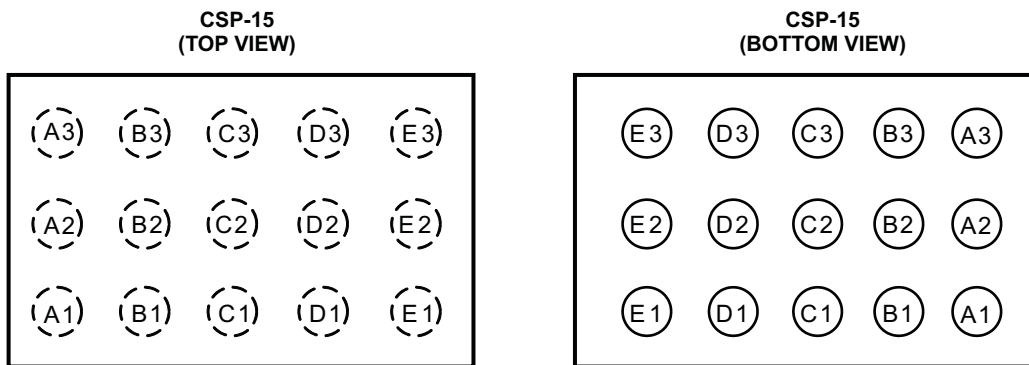 CSP-15
(TOP VIEW)
A3 B3 C3 D3 E3
A2 B2 C2 D2 E2
A1 B1 C1 D1 E1
CSP-15
(BOTTOM VIEW)
E3 D3 C3 B3 A3
E2 D2 C2 B2 A2
E1 D1 C1 B1 A1